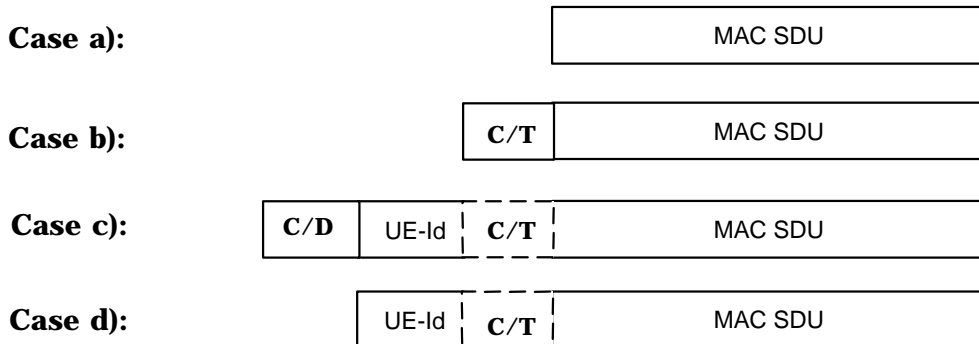 Case a): MAC SDU
Case b): C/T MAC SDU
Case c): C/D UE-Id C/T MAC SDU
Case d): UE-Id C/T MAC SDU